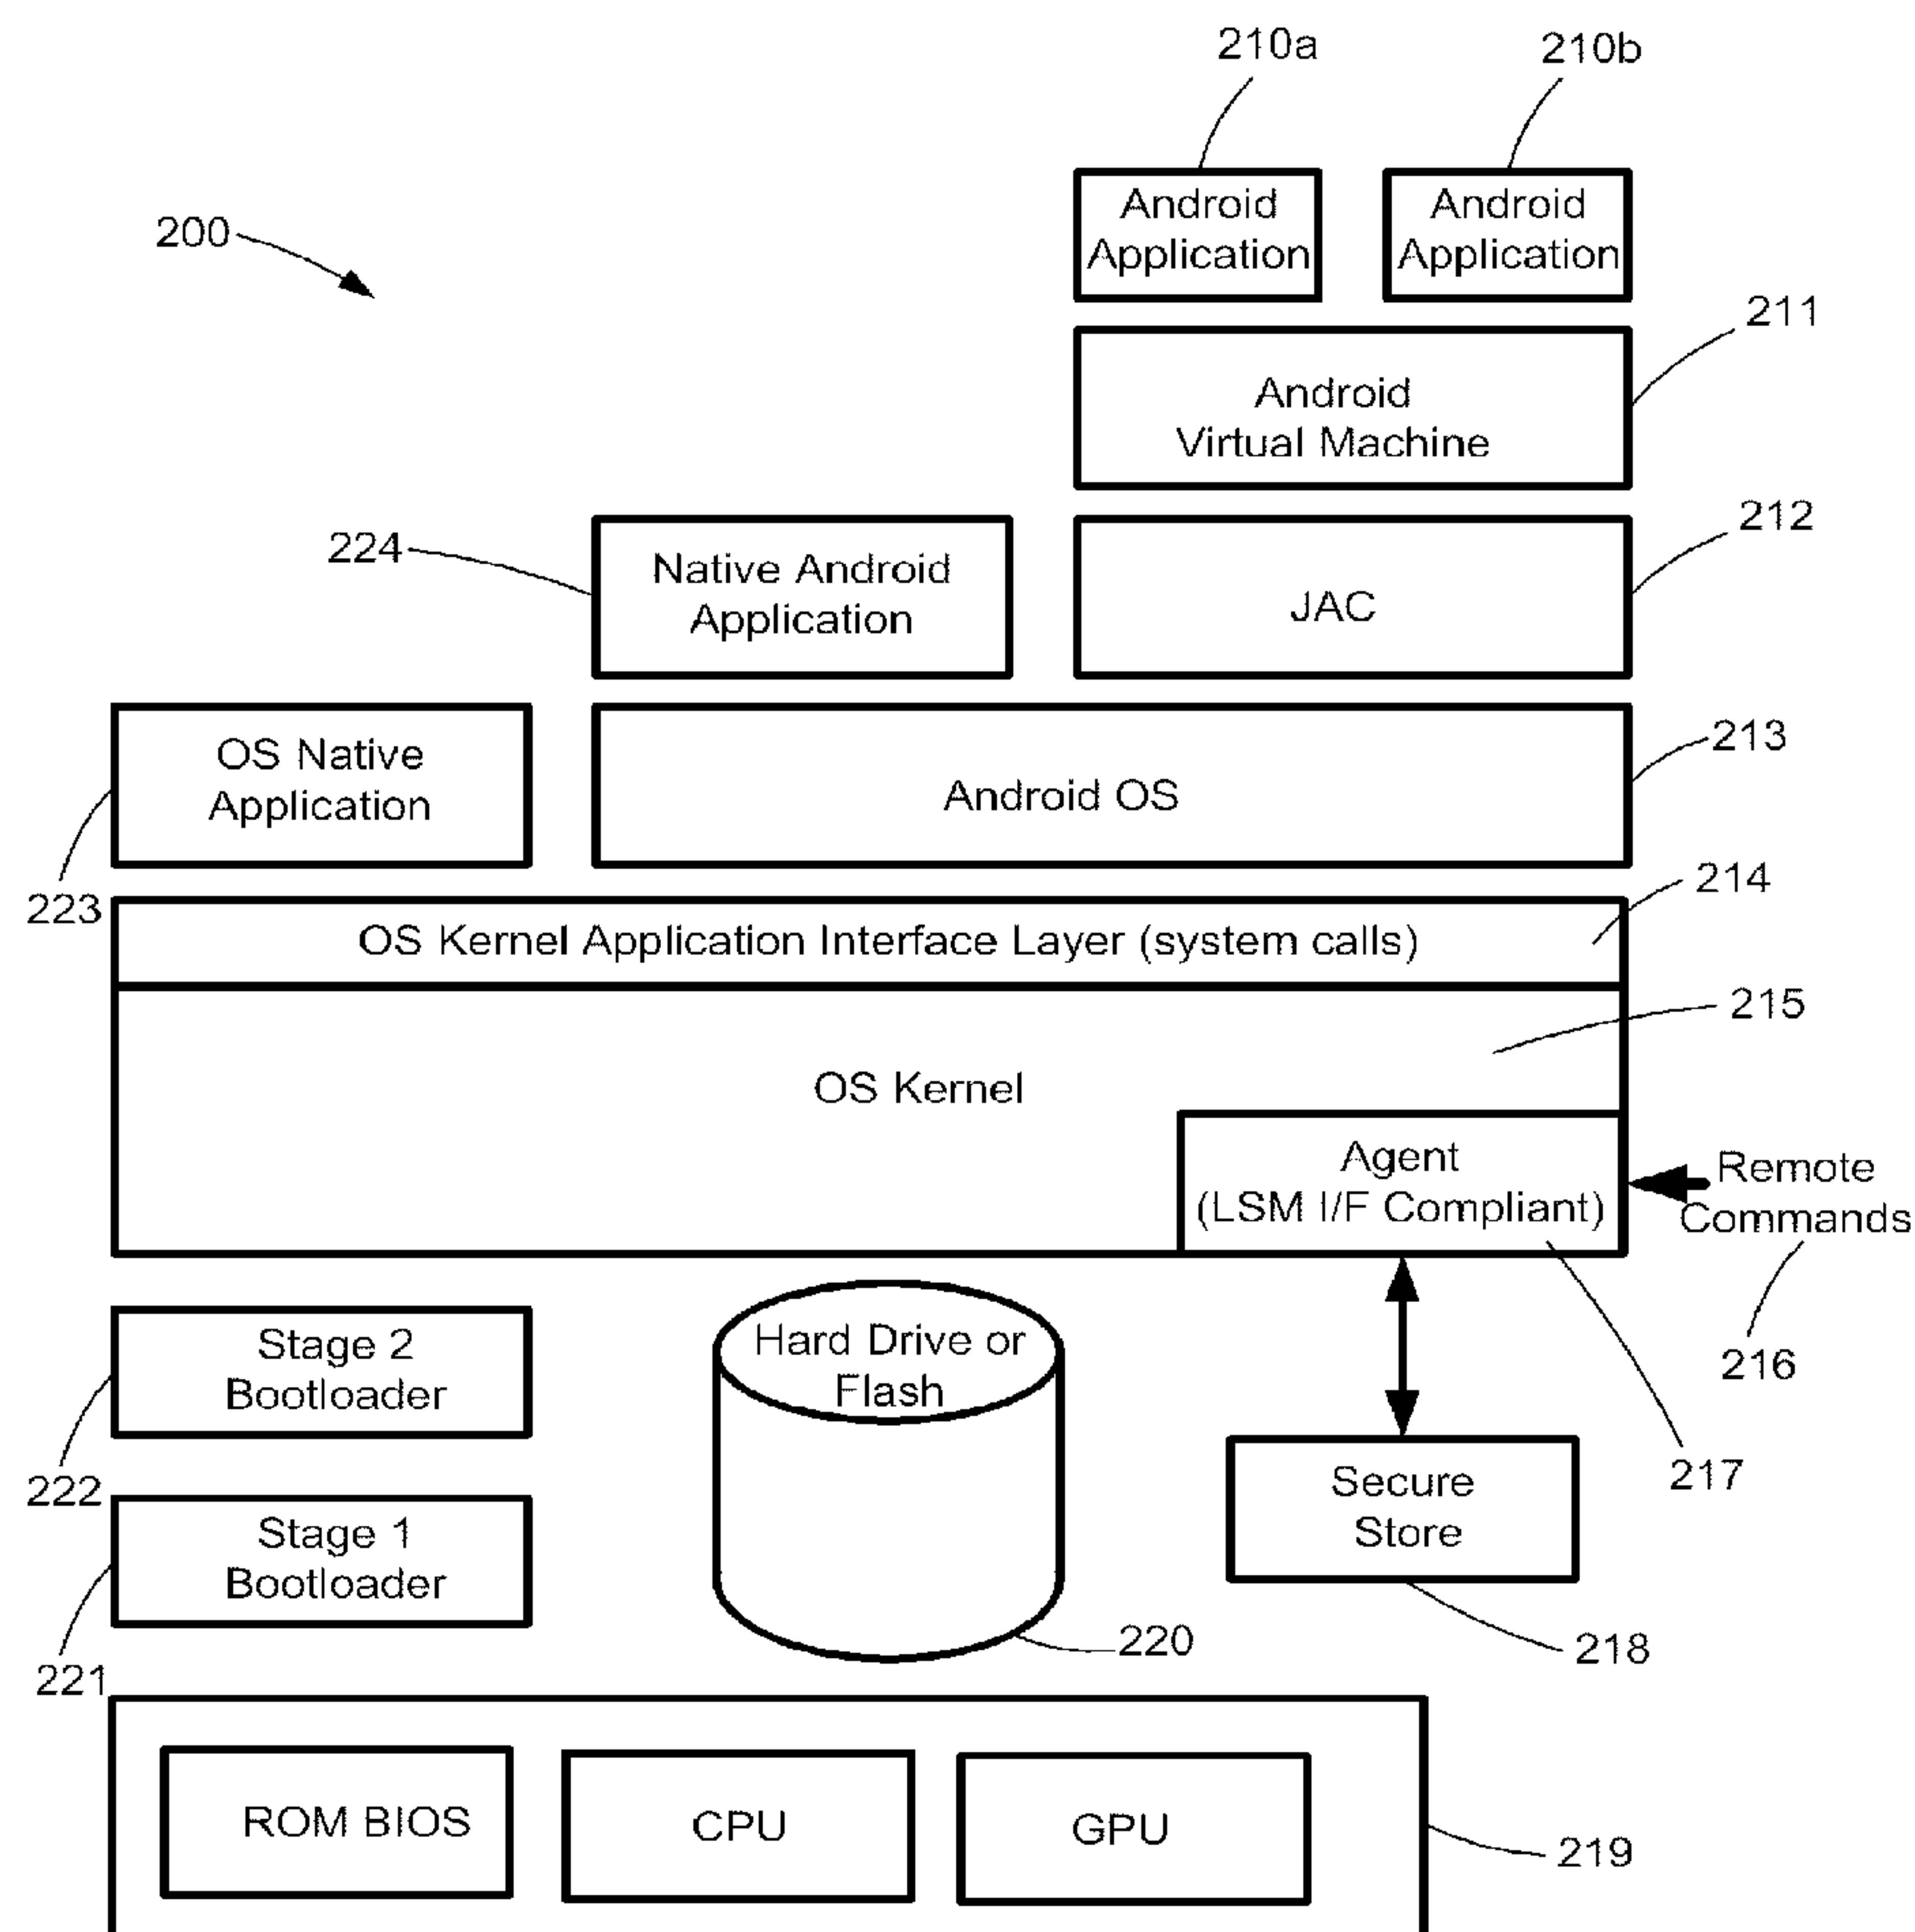 210a
210b
Android
Application
Android
Application
200
211
Android
Virtual Machine
212
224
Native Android
Application
JAC
213
OS Native
Application
Android OS
214
223
OS Kernel Application Interface Layer (system calls)
215
OS Kernel
Agent
(LSM I/F Compliant)
Remote
Commands
216
Stage 2
Bootloader
Hard Drive or
Flash
222
217
Secure
Store
Stage 1
Bootloader
220
218
221
ROM BIOS
CPU
GPU
219